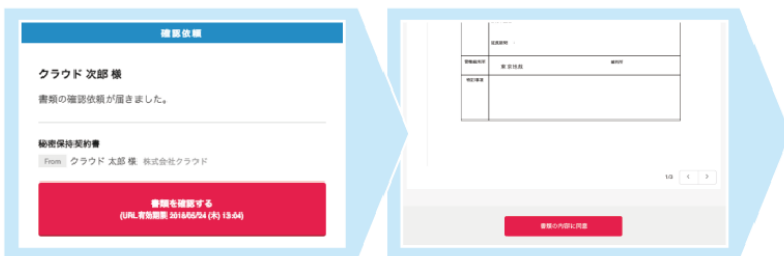 確認依頼
クラウド 次郎 様
書類の確認依頼が届きました。
秘密保持契約書
From クラウド 太郎 様 株式会社クラウド
書類を確認する
(URL有効期限 2018/05/24 (木) 13:04)
1/3
書類の内容に同意